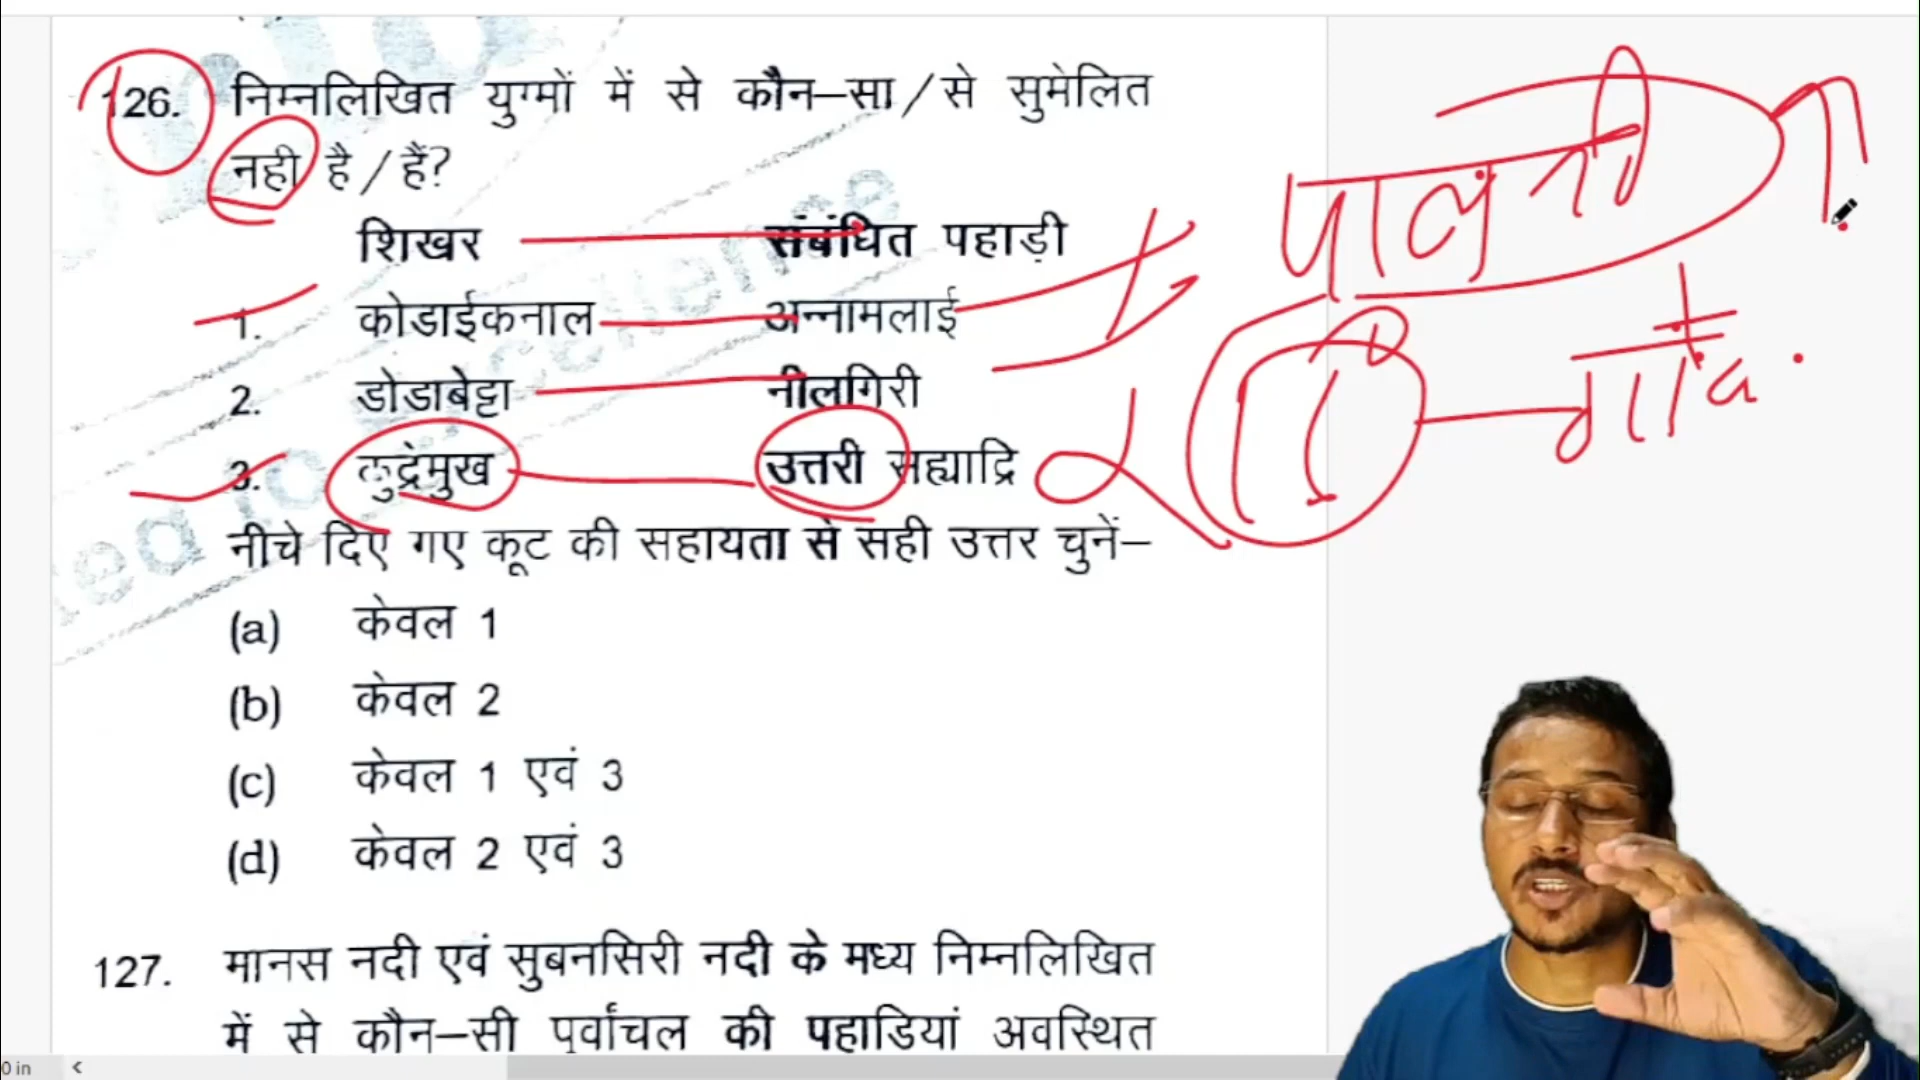 126. निम्नलिखित युग्मों में से कौन–सा/से सुमेलित
नही है/हैं?
शिखर संबंधित पहाड़ी
1. कोडाईकनाल अन्नामलाई
2. डोडाबेट्टा नीलगिरी
3. कुद्रेमुख उत्तरी सह्याद्रि
नीचे दिए गए कूट की सहायता से सही उत्तर चुनें–
(a) केवल 1
(b) केवल 2
(c) केवल 1 एवं 3
(d) केवल 2 एवं 3
127. मानस नदी एवं सुबनसिरी नदी के मध्य निम्नलिखित
में से कौन–सी पूर्वांचल की पहाडियां अवस्थित
पालनी
0 in